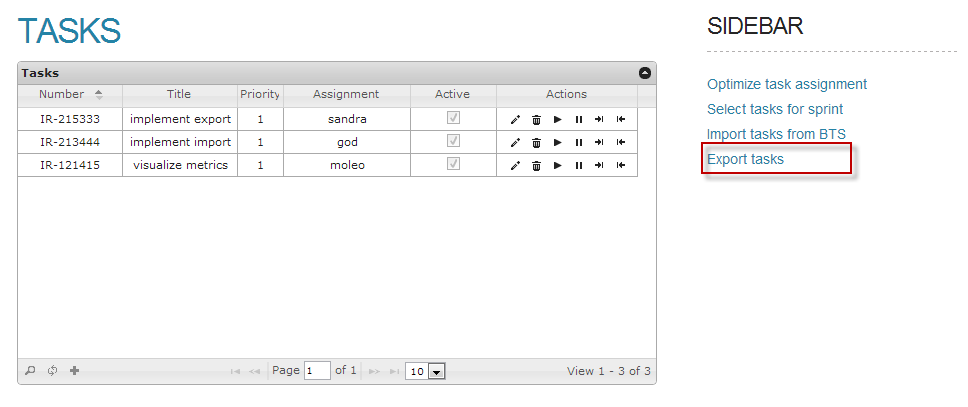 TASKS
Tasks
Number Title Priority Assignment Active Actions
IR-215333 implement export 1 sandra
IR-213444 implement import 1 god
IR-121415 visualize metrics 1 moleo
Page 1 of 1 10 View 1 - 3 of 3
SIDEBAR
Optimize task assignment
Select tasks for sprint
Import tasks from BTS
Export tasks